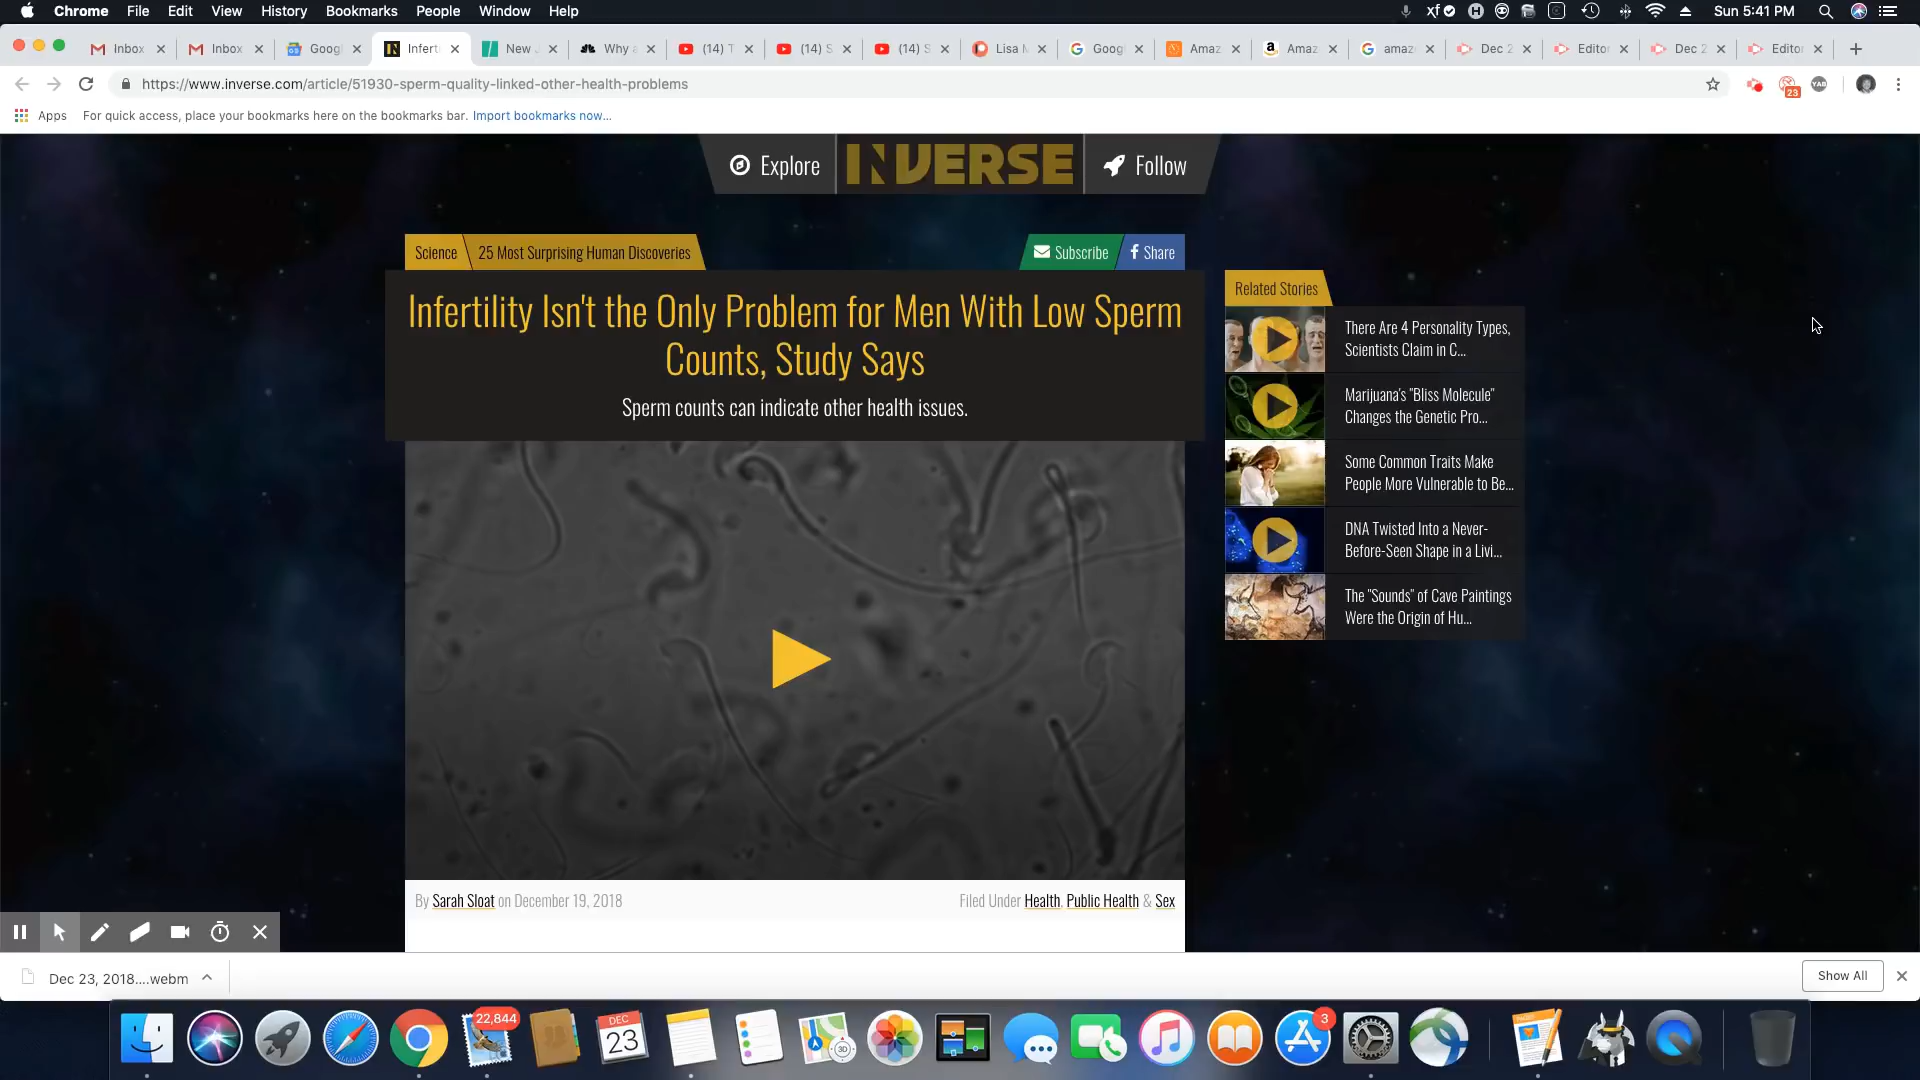 Chrome File Edit View History Bookmarks People Window Help
Sun 5:41 PM
Inbox Inbox Googl Inferti New J Why a (14) T (14) S (14) S Lisa M Googl Amaz Amaz amaz Dec 2 Editor Dec 2 Editor
https://www.inverse.com/article/51930-sperm-quality-linked-other-health-problems
23
Apps For quick access, place your bookmarks here on the bookmarks bar. Import bookmarks now...
Explore INVERSE Follow
Science 25 Most Surprising Human Discoveries Subscribe Share
Infertility Isn't the Only Problem for Men With Low Sperm
Counts, Study Says
Sperm counts can indicate other health issues.
Related Stories
There Are 4 Personality Types,
Scientists Claim in C...
Marijuana's "Bliss Molecule"
Changes the Genetic Pro...
Some Common Traits Make
People More Vulnerable to Be...
DNA Twisted Into a Never-
Before-Seen Shape in a Livi...
The "Sounds" of Cave Paintings
Were the Origin of Hu...
By Sarah Sloat on December 19, 2018
Filed Under Health, Public Health & Sex
Dec 23, 2018....webm
Show All
22,844
DEC
23
3